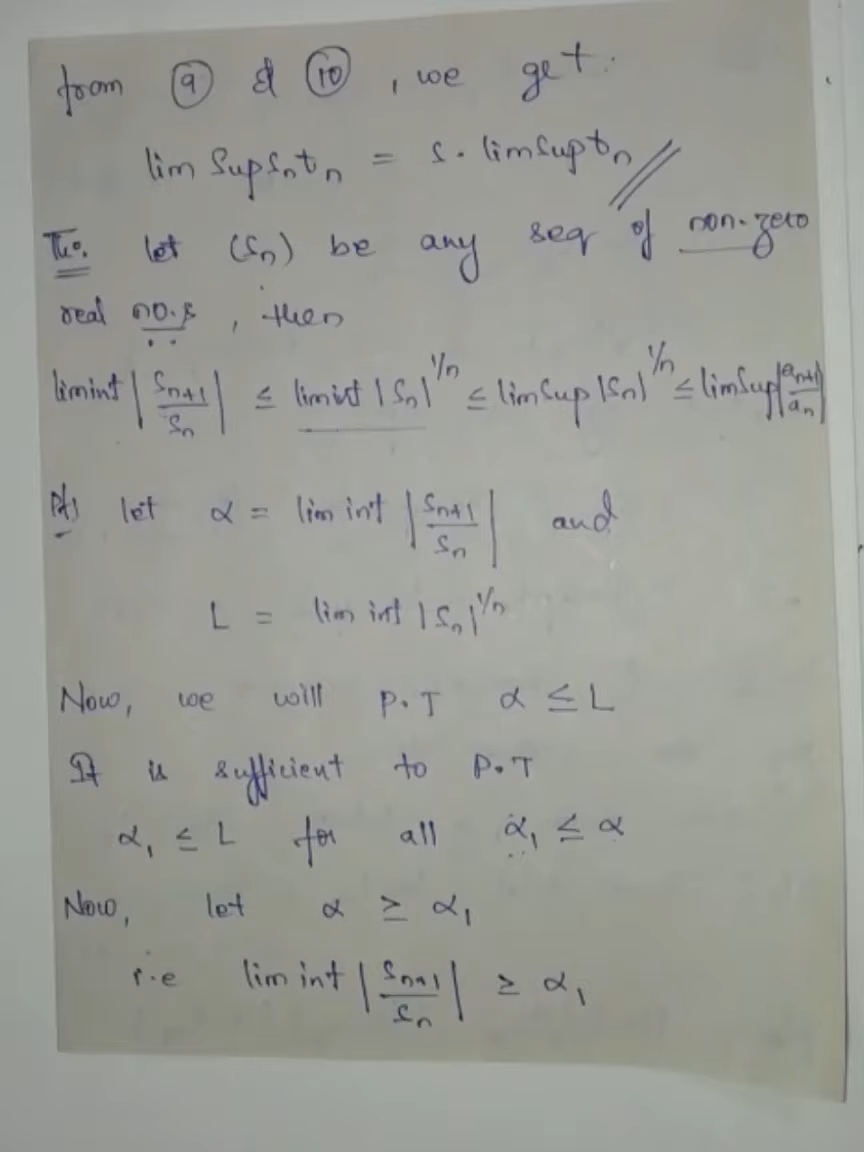 from ⑨ & ⑩ , we get.
lim Sup Sntn = S. limsup tn //
Tho. let (Sn) be any seq of non-zero
real no.s , then
liminf |Sn+1/Sn| ≤ liminf |Sn|^1/n ≤ limSup |Sn|^1/n ≤ limSup |an+1/an|
Pf) let α = lim inf |Sn+1/Sn| and
L = lim inf |Sn|^1/n
Now, we will P.T α ≤ L
It is sufficient to P.T
α1 ≤ L for all α1 ≤ α
Now, let α ≥ α1
i.e lim inf |Sn+1/Sn| ≥ α1